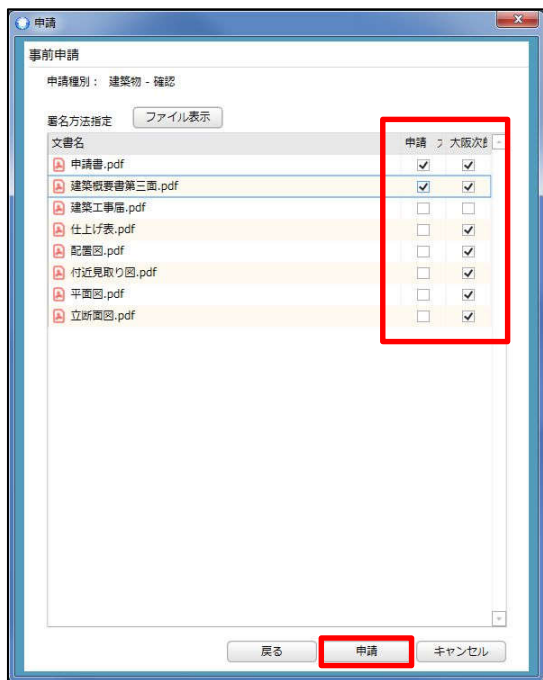 申請
事前申請
申請種別： 建築物 - 確認
署名方法指定 ファイル表示
文書名 申請 大阪次郎
申請書.pdf
建築概要書第三面.pdf
建築工事届.pdf
仕上げ表.pdf
配置図.pdf
付近見取り図.pdf
平面図.pdf
立断面図.pdf
戻る 申請 キャンセル